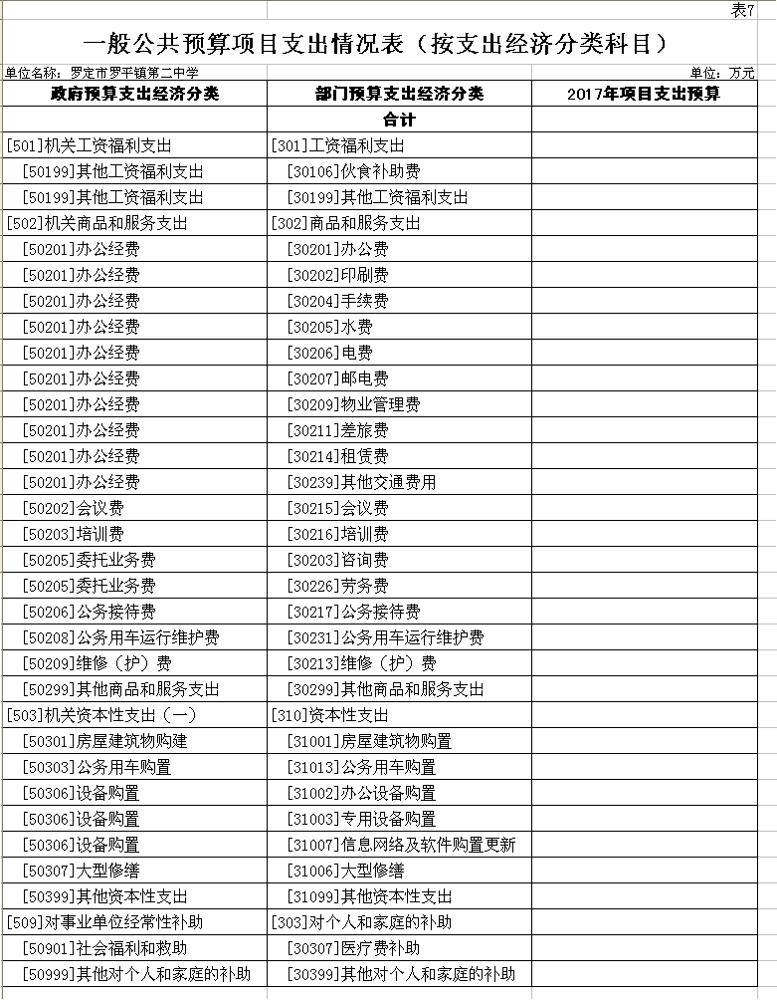 表7
一般公共预算项目支出情况表（按支出经济分类科目）
单位名称：罗定市罗平镇第二中学 单位：万元
政府预算支出经济分类 部门预算支出经济分类 2017年项目支出预算
合计
[501]机关工资福利支出 [301]工资福利支出
[50199]其他工资福利支出 [30106]伙食补助费
[50199]其他工资福利支出 [30199]其他工资福利支出
[502]机关商品和服务支出 [302]商品和服务支出
[50201]办公经费 [30201]办公费
[50201]办公经费 [30202]印刷费
[50201]办公经费 [30204]手续费
[50201]办公经费 [30205]水费
[50201]办公经费 [30206]电费
[50201]办公经费 [30207]邮电费
[50201]办公经费 [30209]物业管理费
[50201]办公经费 [30211]差旅费
[50201]办公经费 [30214]租赁费
[50201]办公经费 [30239]其他交通费用
[50202]会议费 [30215]会议费
[50203]培训费 [30216]培训费
[50205]委托业务费 [30203]咨询费
[50205]委托业务费 [30226]劳务费
[50206]公务接待费 [30217]公务接待费
[50208]公务用车运行维护费 [30231]公务用车运行维护费
[50209]维修（护）费 [30213]维修（护）费
[50299]其他商品和服务支出 [30299]其他商品和服务支出
[503]机关资本性支出（一） [310]资本性支出
[50301]房屋建筑物购建 [31001]房屋建筑物购置
[50303]公务用车购置 [31013]公务用车购置
[50306]设备购置 [31002]办公设备购置
[50306]设备购置 [31003]专用设备购置
[50306]设备购置 [31007]信息网络及软件购置更新
[50307]大型修缮 [31006]大型修缮
[50399]其他资本性支出 [31099]其他资本性支出
[509]对事业单位经常性补助 [303]对个人和家庭的补助
[50901]社会福利和救助 [30307]医疗费补助
[50999]其他对个人和家庭的补助 [30399]其他对个人和家庭的补助